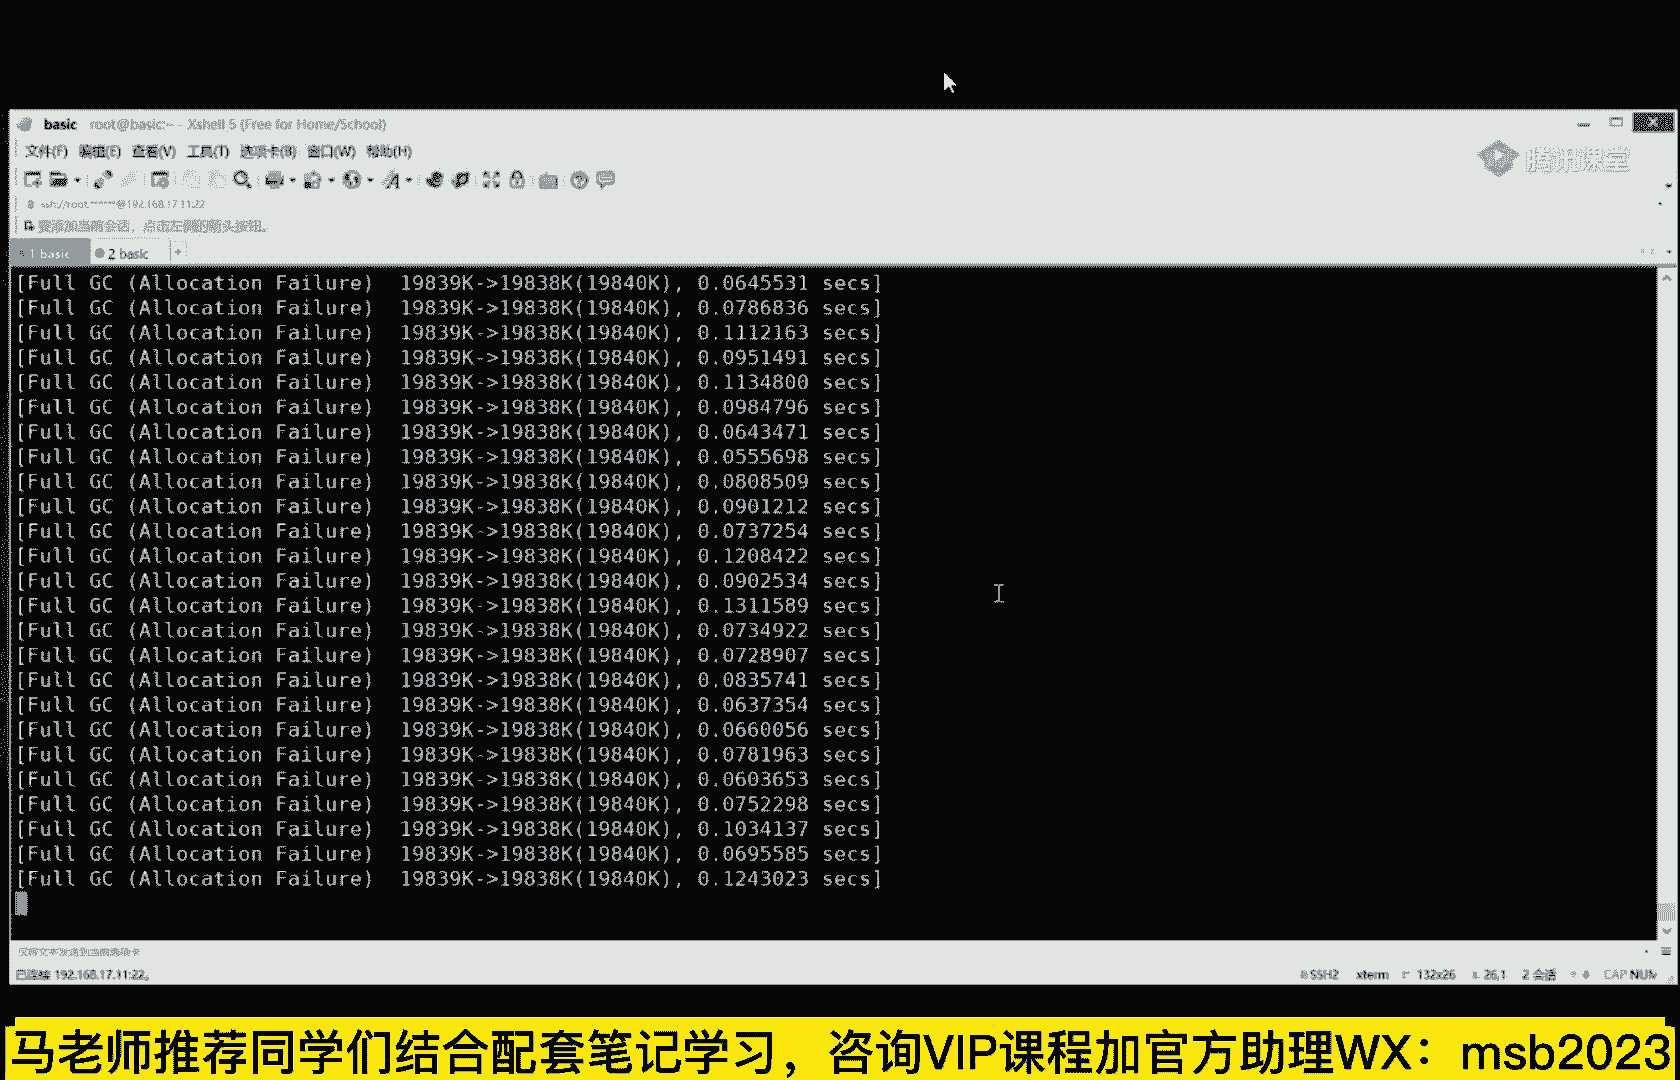 basic root@basic:~ - Xshell 5 (Free for Home/School)
文件(F) 编辑(E) 查看(V) 工具(T) 选项卡(B) 窗口(W) 帮助(H)
腾讯课堂
ssh://root:******@192.168.17.11:22
要添加当前会话，点击左侧的箭头按钮。
1 basic 2 basic +
[Full GC (Allocation Failure)  19839K->19838K(19840K), 0.0645531 secs]
[Full GC (Allocation Failure)  19839K->19838K(19840K), 0.0786836 secs]
[Full GC (Allocation Failure)  19839K->19838K(19840K), 0.1112163 secs]
[Full GC (Allocation Failure)  19839K->19838K(19840K), 0.0951491 secs]
[Full GC (Allocation Failure)  19839K->19838K(19840K), 0.1134800 secs]
[Full GC (Allocation Failure)  19839K->19838K(19840K), 0.0984796 secs]
[Full GC (Allocation Failure)  19839K->19838K(19840K), 0.0643471 secs]
[Full GC (Allocation Failure)  19839K->19838K(19840K), 0.0555698 secs]
[Full GC (Allocation Failure)  19839K->19838K(19840K), 0.0808509 secs]
[Full GC (Allocation Failure)  19839K->19838K(19840K), 0.0901212 secs]
[Full GC (Allocation Failure)  19839K->19838K(19840K), 0.0737254 secs]
[Full GC (Allocation Failure)  19839K->19838K(19840K), 0.1208422 secs]
[Full GC (Allocation Failure)  19839K->19838K(19840K), 0.0902534 secs]
[Full GC (Allocation Failure)  19839K->19838K(19840K), 0.1311589 secs]
[Full GC (Allocation Failure)  19839K->19838K(19840K), 0.0734922 secs]
[Full GC (Allocation Failure)  19839K->19838K(19840K), 0.0728907 secs]
[Full GC (Allocation Failure)  19839K->19838K(19840K), 0.0835741 secs]
[Full GC (Allocation Failure)  19839K->19838K(19840K), 0.0637354 secs]
[Full GC (Allocation Failure)  19839K->19838K(19840K), 0.0660056 secs]
[Full GC (Allocation Failure)  19839K->19838K(19840K), 0.0781963 secs]
[Full GC (Allocation Failure)  19839K->19838K(19840K), 0.0603653 secs]
[Full GC (Allocation Failure)  19839K->19838K(19840K), 0.0752298 secs]
[Full GC (Allocation Failure)  19839K->19838K(19840K), 0.1034137 secs]
[Full GC (Allocation Failure)  19839K->19838K(19840K), 0.0695585 secs]
[Full GC (Allocation Failure)  19839K->19838K(19840K), 0.1243023 secs]
仅将文本发送到当前选项卡
已连接 192.168.17.11:22。 SSH2 xterm 132x26 26,1 2 会话 CAP NUM
马老师推荐同学们结合配套笔记学习，咨询VIP课程加官方助理WX：msb2023